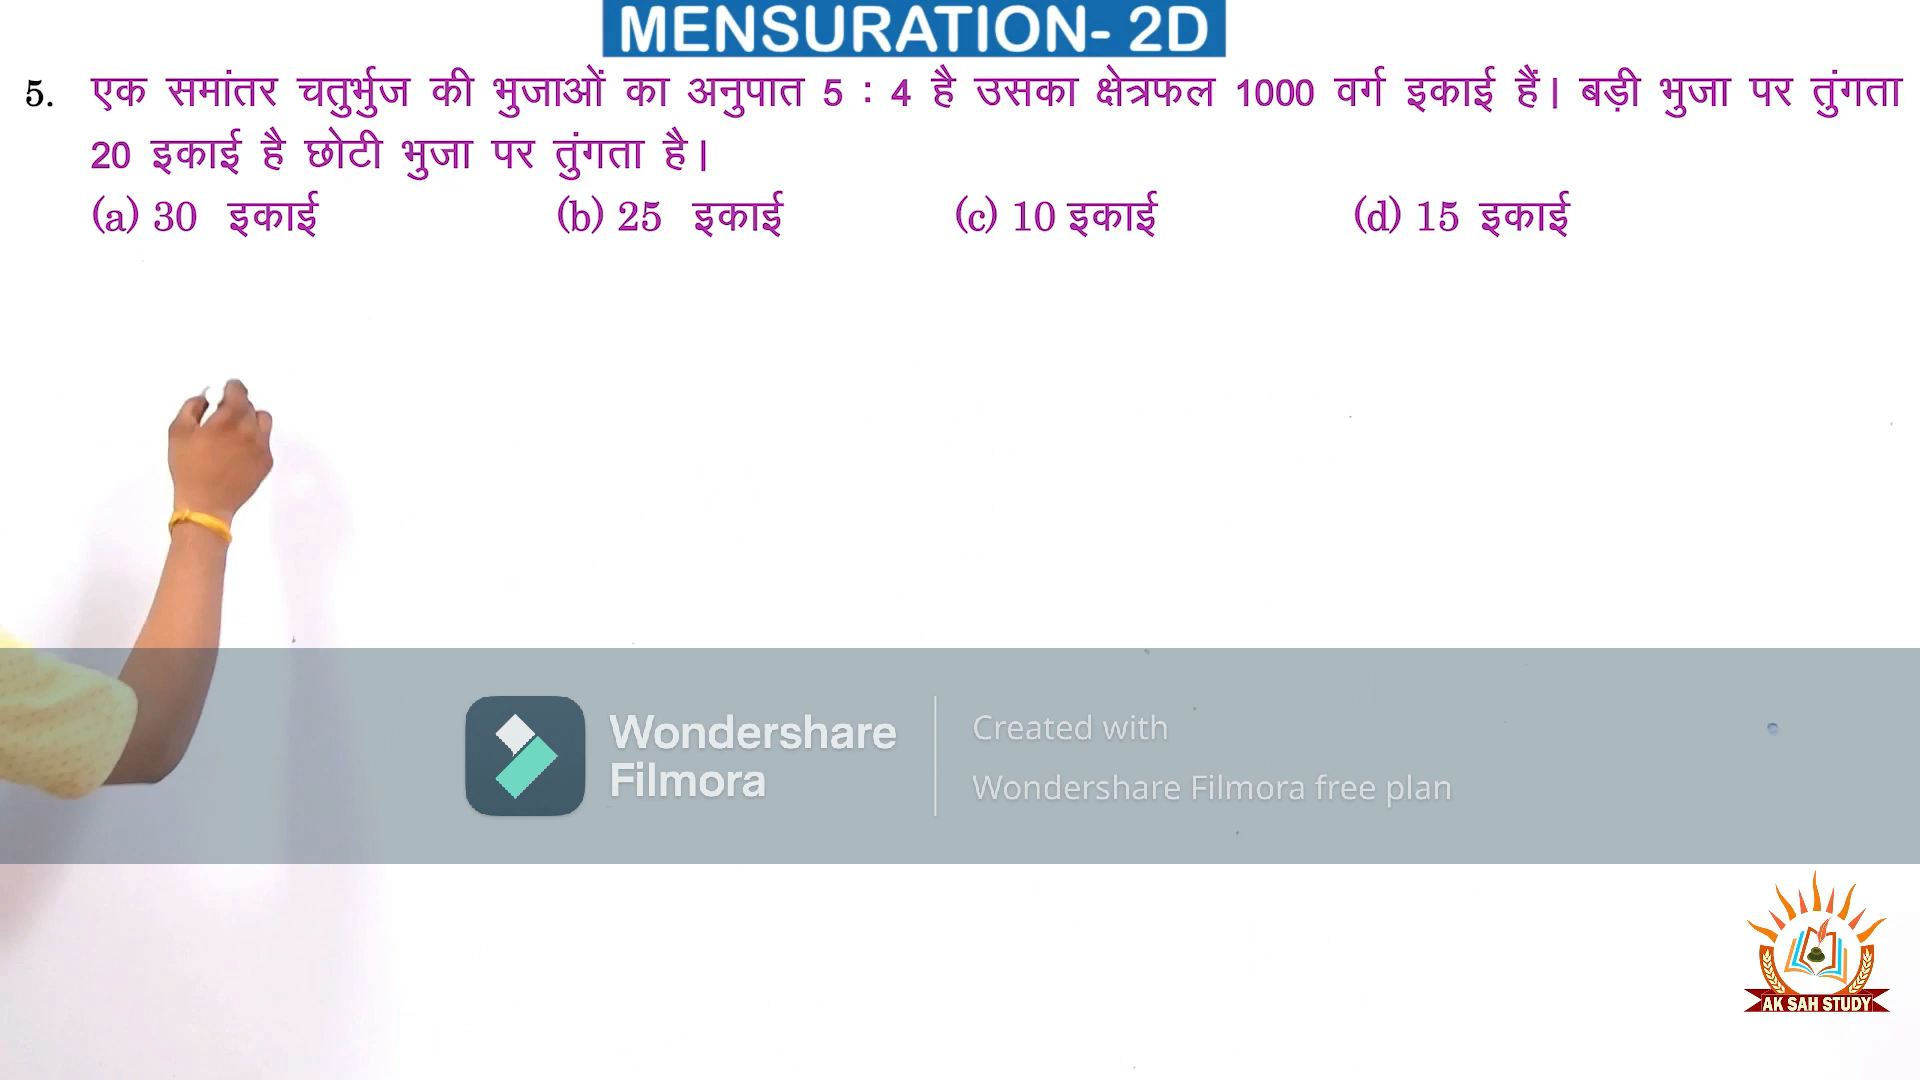 MENSURATION- 2D
5. एक समांतर चतुर्भुज की भुजाओं का अनुपात 5 : 4 है उसका क्षेत्रफल 1000 वर्ग इकाई हैं। बड़ी भुजा पर तुंगता
20 इकाई है छोटी भुजा पर तुंगता है।
(a) 30 इकाई (b) 25 इकाई (c) 10 इकाई (d) 15 इकाई
Wondershare
Filmora
Created with
Wondershare Filmora free plan
AK SAH STUDY